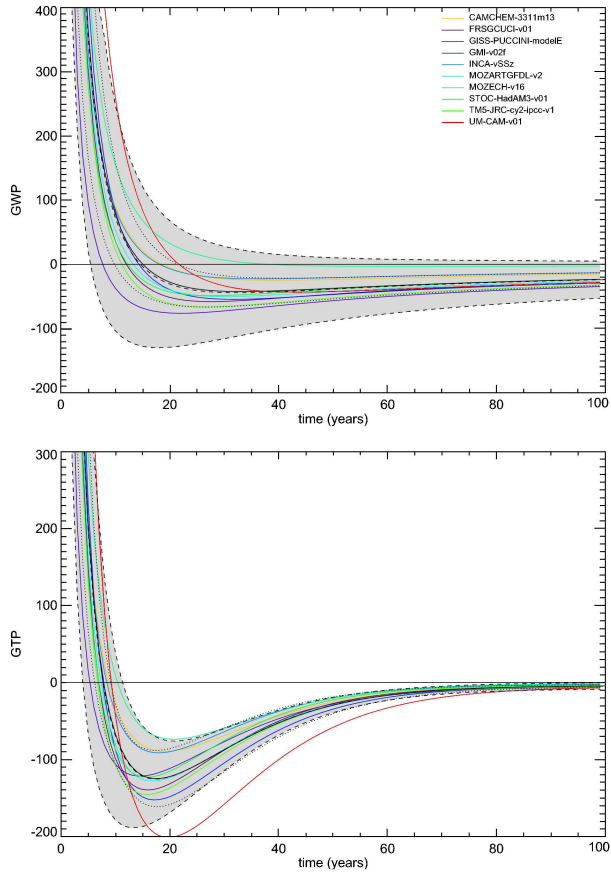 400
300
200
100
0
-100
-200
GWP
0
20
40
60
80
100
time (years)
CAMCHEM-3311m13
FRSGCUCI-v01
GISS-PUCCINI-modelE
GMI-v02f
INCA-vSSz
MOZARTGFDL-v2
MOZECH-v16
STOC-HadAM3-v01
TM5-JRC-cy2-ipcc-v1
UM-CAM-v01
300
200
100
0
-100
-200
GTP
0
20
40
60
80
100
time (years)